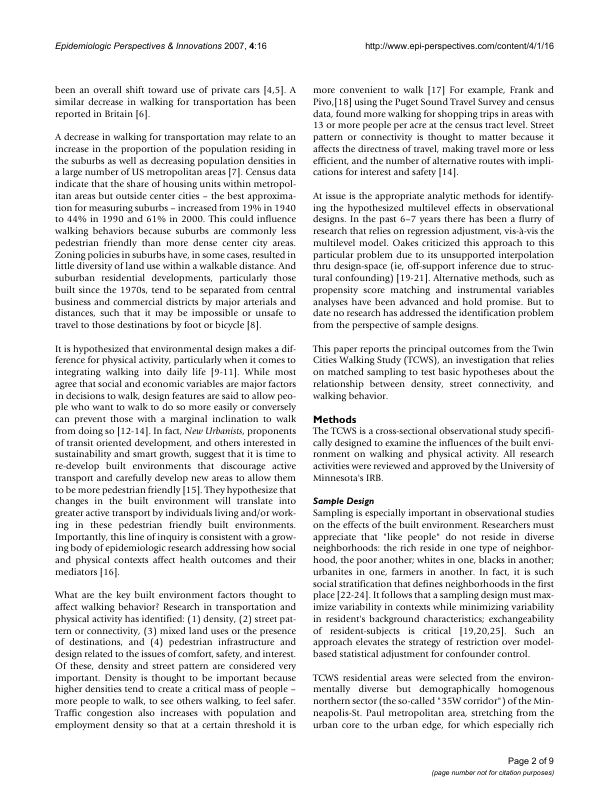 Epidemiologic Perspectives & Innovations 2007, 4:16
http://www.epi-perspectives.com/content/4/1/16
been an overall shift toward use of private cars [4,5]. A
similar decrease in walking for transportation has been
reported in Britain [6].
A decrease in walking for transportation may relate to an
increase in the proportion of the population residing in
the suburbs as well as decreasing population densities in
a large number of US metropolitan areas [7]. Census data
indicate that the share of housing units within metropol-
itan areas but outside center cities – the best approxima-
tion for measuring suburbs – increased from 19% in 1940
to 44% in 1990 and 61% in 2000. This could influence
walking behaviors because suburbs are commonly less
pedestrian friendly than more dense center city areas.
Zoning policies in suburbs have, in some cases, resulted in
little diversity of land use within a walkable distance. And
suburban residential developments, particularly those
built since the 1970s, tend to be separated from central
business and commercial districts by major arterials and
distances, such that it may be impossible or unsafe to
travel to those destinations by foot or bicycle [8].
It is hypothesized that environmental design makes a dif-
ference for physical activity, particularly when it comes to
integrating walking into daily life [9-11]. While most
agree that social and economic variables are major factors
in decisions to walk, design features are said to allow peo-
ple who want to walk to do so more easily or conversely
can prevent those with a marginal inclination to walk
from doing so [12-14]. In fact, New Urbanists, proponents
of transit oriented development, and others interested in
sustainability and smart growth, suggest that it is time to
re-develop built environments that discourage active
transport and carefully develop new areas to allow them
to be more pedestrian friendly [15]. They hypothesize that
changes in the built environment will translate into
greater active transport by individuals living and/or work-
ing in these pedestrian friendly built environments.
Importantly, this line of inquiry is consistent with a grow-
ing body of epidemiologic research addressing how social
and physical contexts affect health outcomes and their
mediators [16].
What are the key built environment factors thought to
affect walking behavior? Research in transportation and
physical activity has identified: (1) density, (2) street pat-
tern or connectivity, (3) mixed land uses or the presence
of destinations, and (4) pedestrian infrastructure and
design related to the issues of comfort, safety, and interest.
Of these, density and street pattern are considered very
important. Density is thought to be important because
higher densities tend to create a critical mass of people –
more people to walk, to see others walking, to feel safer.
Traffic congestion also increases with population and
employment density so that at a certain threshold it is
more convenient to walk [17] For example, Frank and
Pivo,[18] using the Puget Sound Travel Survey and census
data, found more walking for shopping trips in areas with
13 or more people per acre at the census tract level. Street
pattern or connectivity is thought to matter because it
affects the directness of travel, making travel more or less
efficient, and the number of alternative routes with impli-
cations for interest and safety [14].
At issue is the appropriate analytic methods for identify-
ing the hypothesized multilevel effects in observational
designs. In the past 6–7 years there has been a flurry of
research that relies on regression adjustment, vis-à-vis the
multilevel model. Oakes criticized this approach to this
particular problem due to its unsupported interpolation
thru design-space (ie, off-support inference due to struc-
tural confounding) [19-21]. Alternative methods, such as
propensity score matching and instrumental variables
analyses have been advanced and hold promise. But to
date no research has addressed the identification problem
from the perspective of sample designs.
This paper reports the principal outcomes from the Twin
Cities Walking Study (TCWS), an investigation that relies
on matched sampling to test basic hypotheses about the
relationship between density, street connectivity, and
walking behavior.
Methods
The TCWS is a cross-sectional observational study specifi-
cally designed to examine the influences of the built envi-
ronment on walking and physical activity. All research
activities were reviewed and approved by the University of
Minnesota's IRB.
Sample Design
Sampling is especially important in observational studies
on the effects of the built environment. Researchers must
appreciate that "like people" do not reside in diverse
neighborhoods: the rich reside in one type of neighbor-
hood, the poor another; whites in one, blacks in another;
urbanites in one, farmers in another. In fact, it is such
social stratification that defines neighborhoods in the first
place [22-24]. It follows that a sampling design must max-
imize variability in contexts while minimizing variability
in resident's background characteristics; exchangeability
of resident-subjects is critical [19,20,25]. Such an
approach elevates the strategy of restriction over model-
based statistical adjustment for confounder control.
TCWS residential areas were selected from the environ-
mentally diverse but demographically homogenous
northern sector (the so-called "35W corridor") of the Min-
neapolis-St. Paul metropolitan area, stretching from the
urban core to the urban edge, for which especially rich
Page 2 of 9
(page number not for citation purposes)